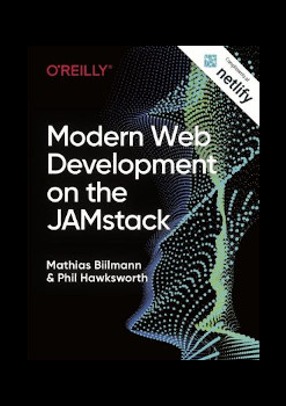 O'REILLY®
Compliments of
netlify
Modern Web
Development
on the
JAMstack
Mathias Biilmann
& Phil Hawksworth